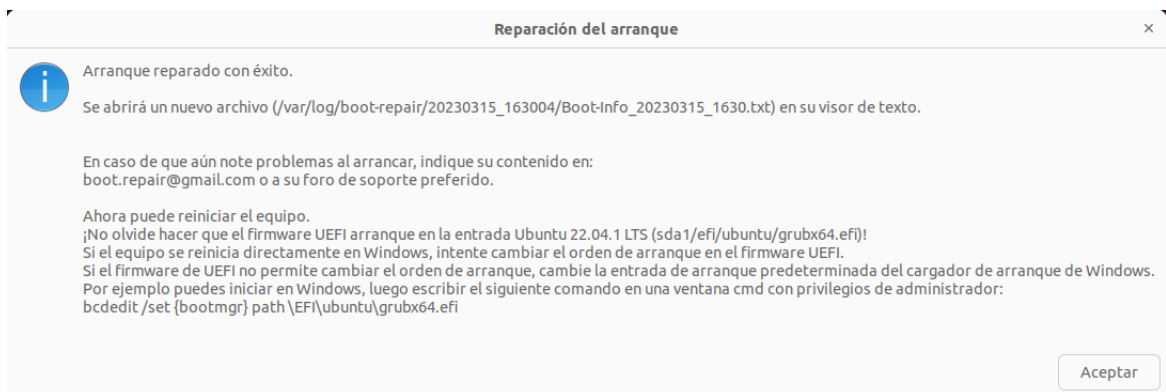 Reparación del arranque
Arranque reparado con éxito.
Se abrirá un nuevo archivo (/var/log/boot-repair/20230315_163004/Boot-Info_20230315_1630.txt) en su visor de texto.
En caso de que aún note problemas al arrancar, indique su contenido en:
boot.repair@gmail.com o a su foro de soporte preferido.
Ahora puede reiniciar el equipo.
¡No olvide hacer que el firmware UEFI arranque en la entrada Ubuntu 22.04.1 LTS (sda1/efi/ubuntu/grubx64.efi)!
Si el equipo se reinicia directamente en Windows, intente cambiar el orden de arranque en el firmware UEFI.
Si el firmware de UEFI no permite cambiar el orden de arranque, cambie la entrada de arranque predeterminada del cargador de arranque de Windows.
Por ejemplo puedes iniciar en Windows, luego escribir el siguiente comando en una ventana cmd con privilegios de administrador:
bcdedit /set {bootmgr} path \EFI\ubuntu\grubx64.efi
Aceptar